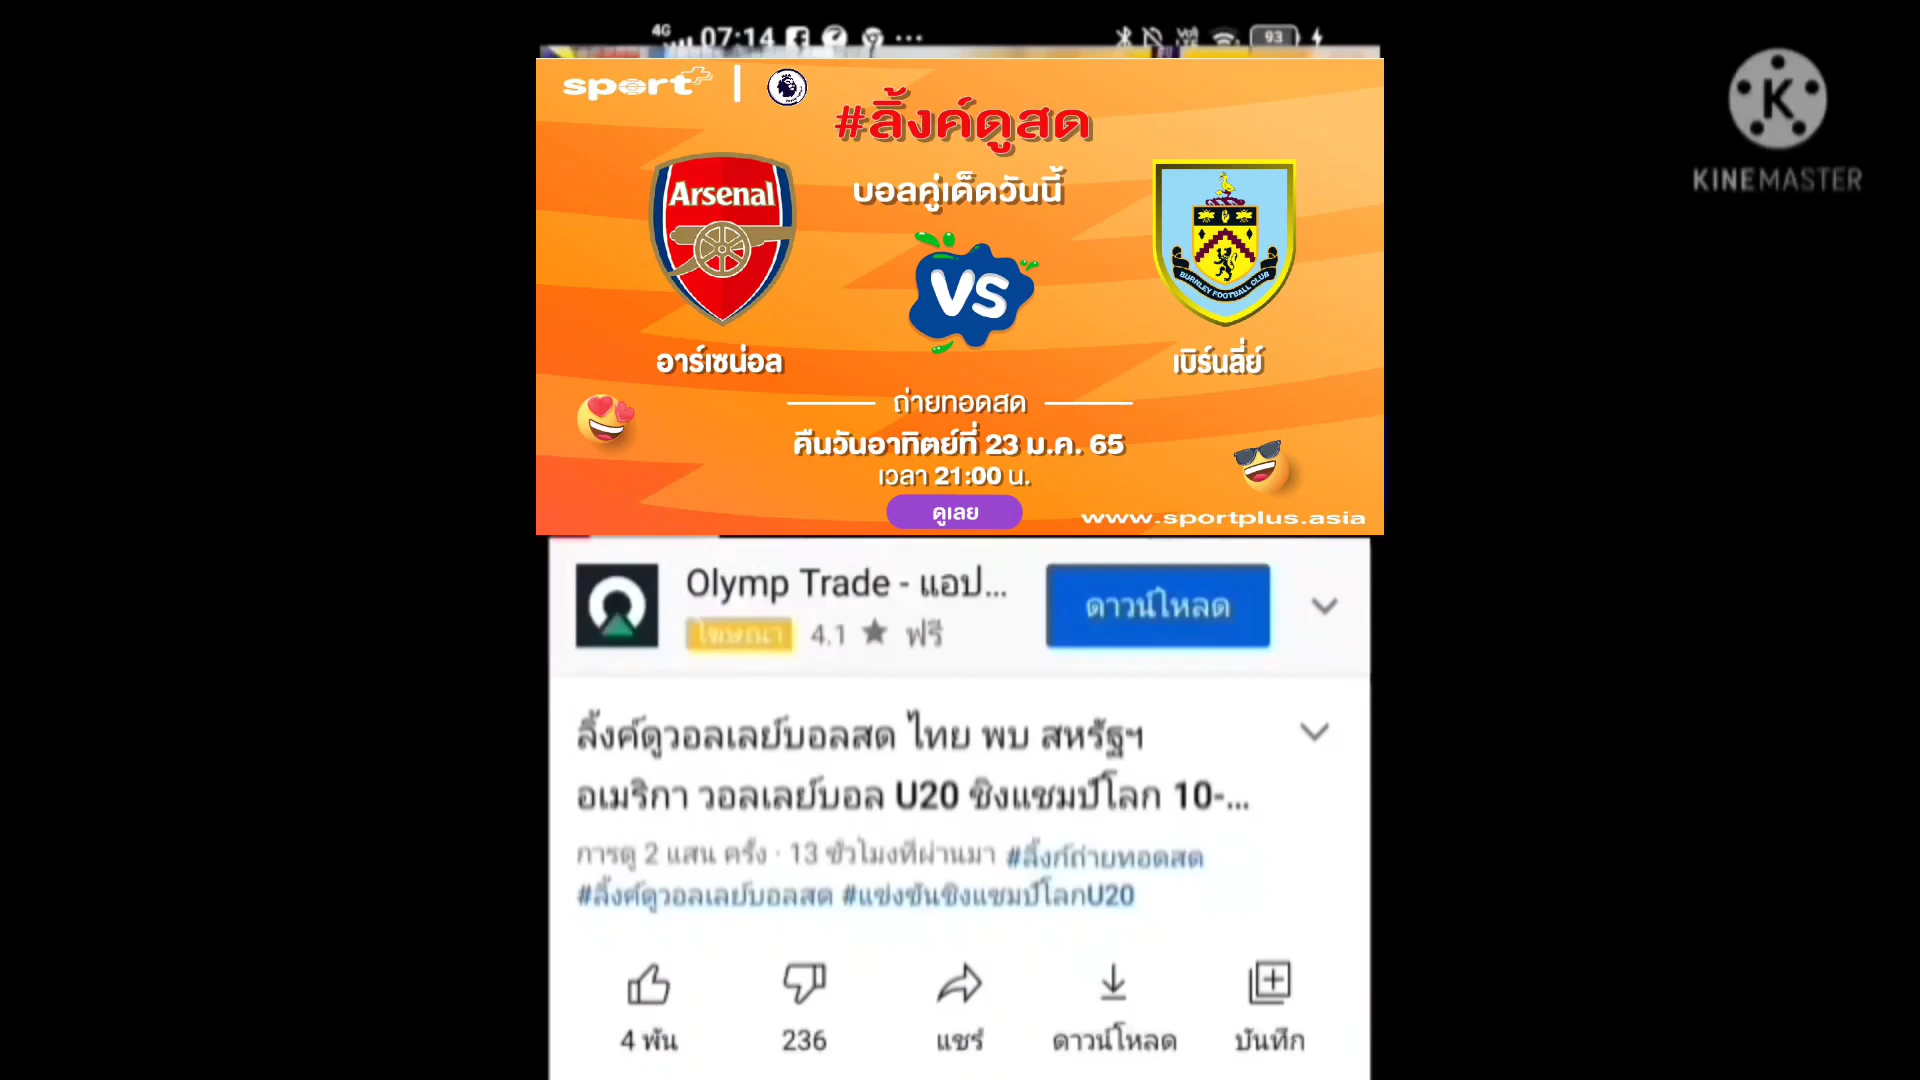 4G 07:14 93
sport
#ลิ้งค์ดูสด
KINEMASTER
Arsenal
บอลคู่เด็ดวันนี้
VS
BURNLEY FOOTBALL CLUB
อาร์เซน่อล
เบิร์นลี่ย์
ถ่ายทอดสด
คืนวันอาทิตย์ที่ 23 ม.ค. 65
เวลา 21:00 น.
ดูเลย
www.sportplus.asia
Olymp Trade - แอป...
ดาวน์โหลด
โฆษณา 4.1 ★ ฟรี
ลิ้งค์ดูวอลเลย์บอลสด ไทย พบ สหรัฐฯ
อเมริกา วอลเลย์บอล U20 ชิงแชมป์โลก 10-...
การดู 2 แสน ครั้ง · 13 ชั่วโมงที่ผ่านมา #ลิ้งก์ถ่ายทอดสด
#ลิ้งค์ดูวอลเลย์บอลสด #แข่งขันชิงแชมป์โลกU20
4 พัน 236 แชร์ ดาวน์โหลด บันทึก